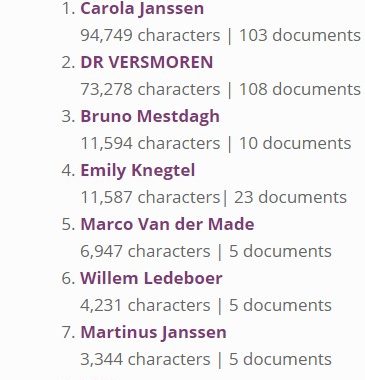 1. Carola Janssen
94,749 characters | 103 documents
2. DR VERSMOREN
73,278 characters | 108 documents
3. Bruno Mestdagh
11,594 characters | 10 documents
4. Emily Knegtel
11,587 characters| 23 documents
5. Marco Van der Made
6,947 characters | 5 documents
6. Willem Ledeboer
4,231 characters | 5 documents
7. Martinus Janssen
3,344 characters | 5 documents